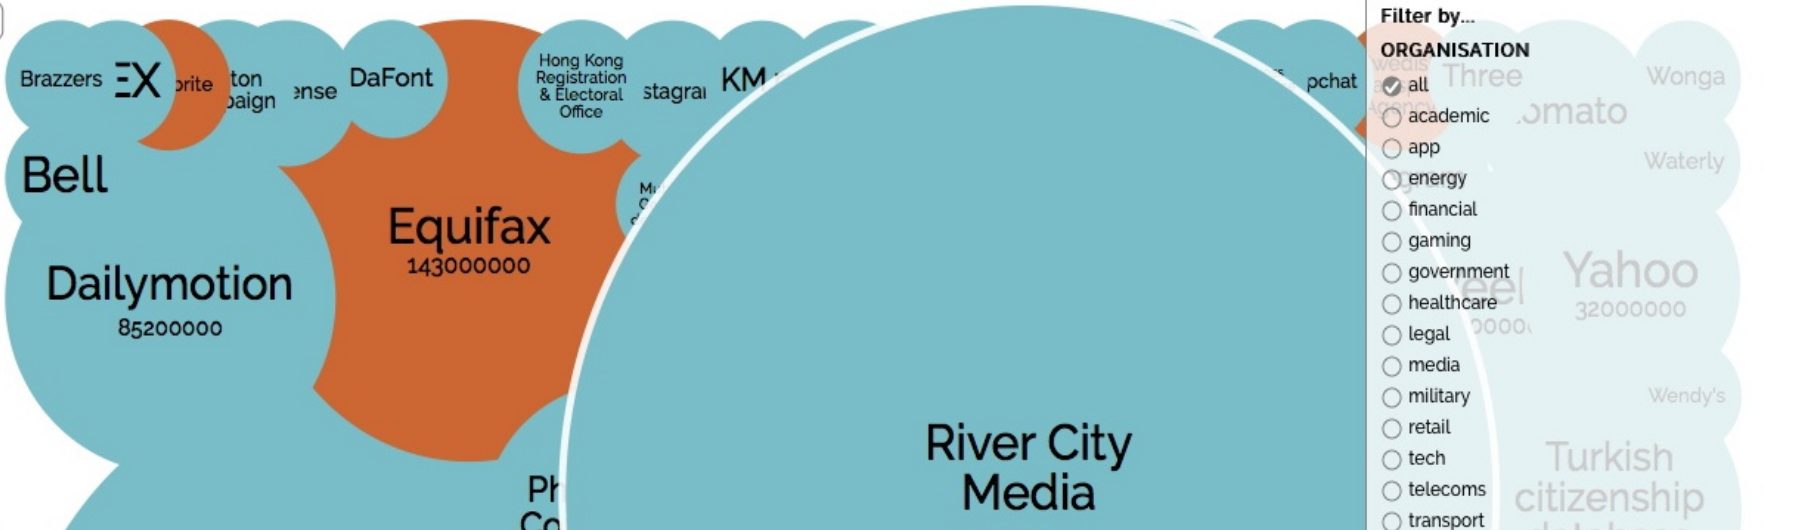 Brazzers
EX
DaFont
Hong Kong
Registration
& Electoral
Office
KM
Bell
Equifax
143000000
Dailymotion
85200000
River City
Media
Filter by...
ORGANISATION
all
academic
app
energy
financial
gaming
government
healthcare
legal
media
military
retail
tech
telecoms
transport
Three
Wonga
Waterly
Yahoo
32000000
Wendy's
Turkish
citizenship